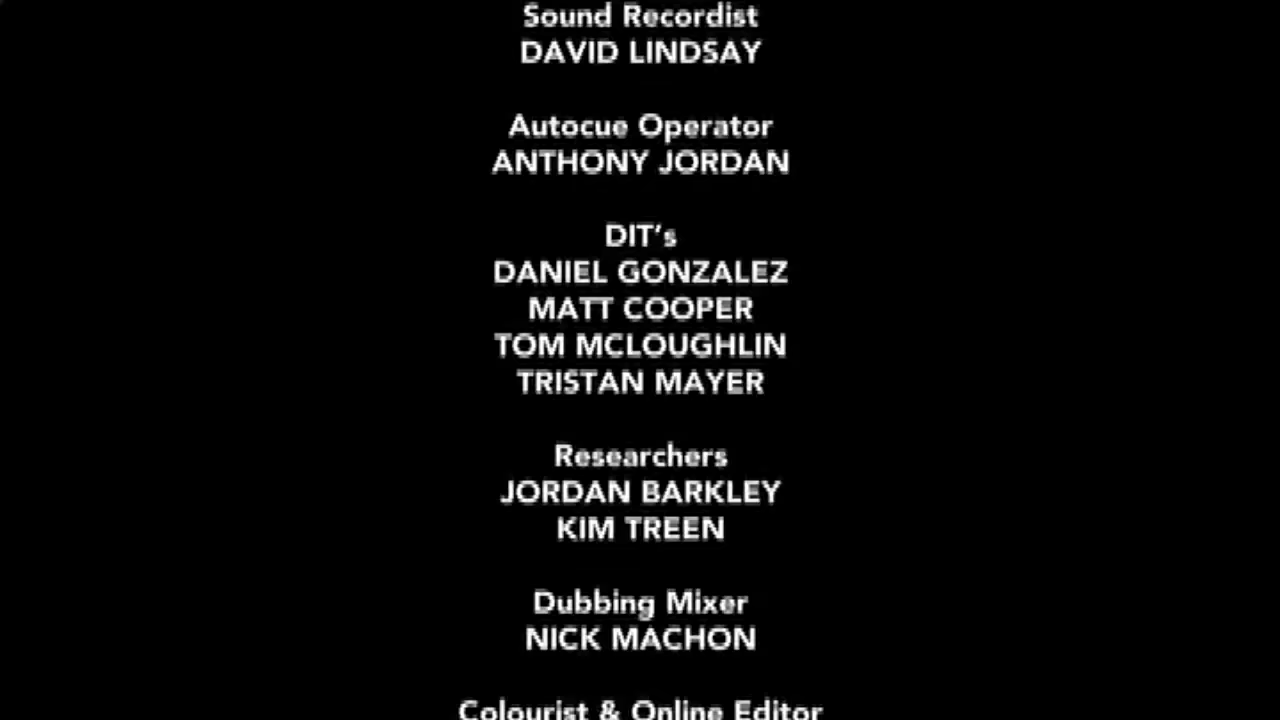 Sound Recordist
DAVID LINDSAY
Autocue Operator
ANTHONY JORDAN
DIT's
DANIEL GONZALEZ
MATT COOPER
TOM MCLOUGHLIN
TRISTAN MAYER
Researchers
JORDAN BARKLEY
KIM TREEN
Dubbing Mixer
NICK MACHON
Colourist & Online Editor